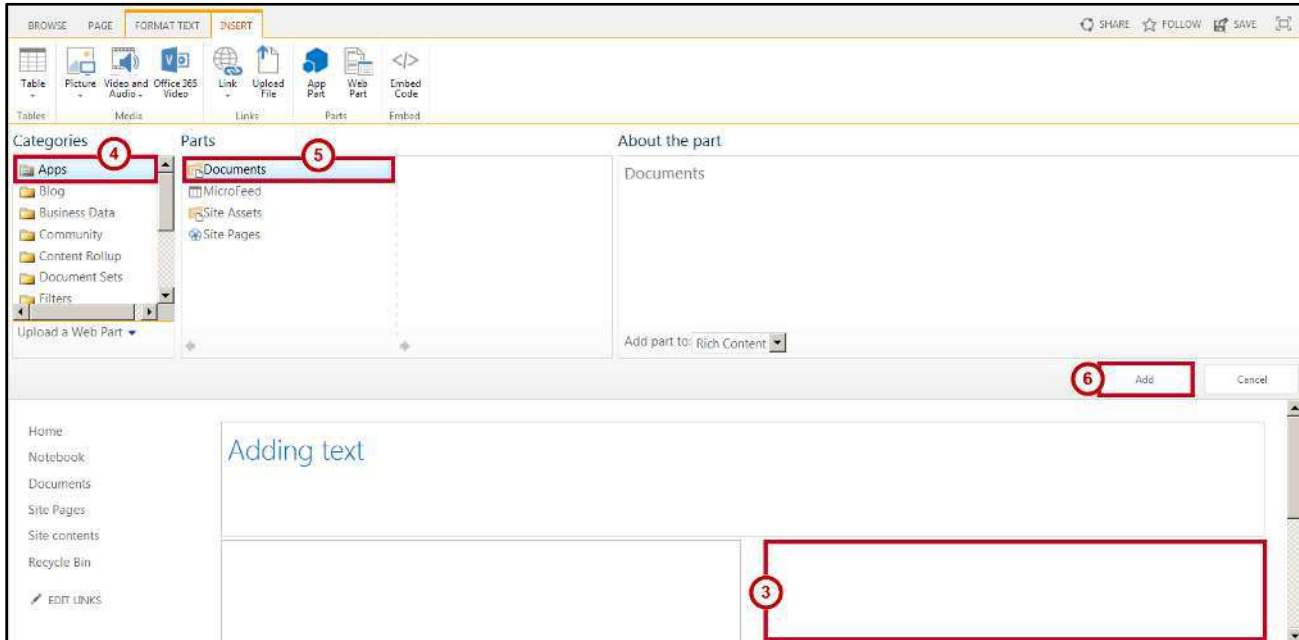 BROWSE PAGE FORMAT TEXT INSERT SHARE FOLLOW SAVE
Table Picture Video and Audio Office 365 Video Link Upload File App Part Web Part </> Embed Code
Tables Media Links Parts Embed
Categories Parts About the part
4
5
Apps
Blog
Business Data
Community
Content Rollup
Document Sets
Filters
Upload a Web Part
Documents
MicroFeed
Site Assets
Site Pages
Documents
Add part to: Rich Content
6 Add Cancel
Home
Notebook
Documents
Site Pages
Site contents
Recycle Bin
EDIT LINKS
Adding text
3